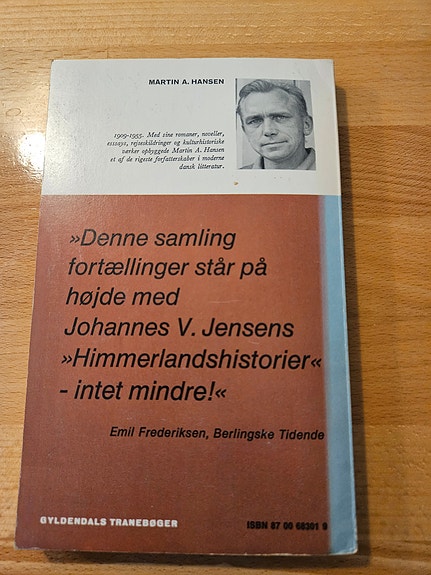 MARTIN A. HANSEN
1909-1955. Med sine romaner, noveller,
essays, rejseskildringer og kulturhistoriske
værker opbyggede Martin A. Hansen
et af de rigeste forfatterskaber i moderne
dansk litteratur.
»Denne samling
fortællinger står på
højde med
Johannes V. Jensens
»Himmerlandshistorier«
- intet mindre!«
Emil Frederiksen, Berlingske Tidende
GYLDENDALS TRANEBØGER
ISBN 87 00 68301 9